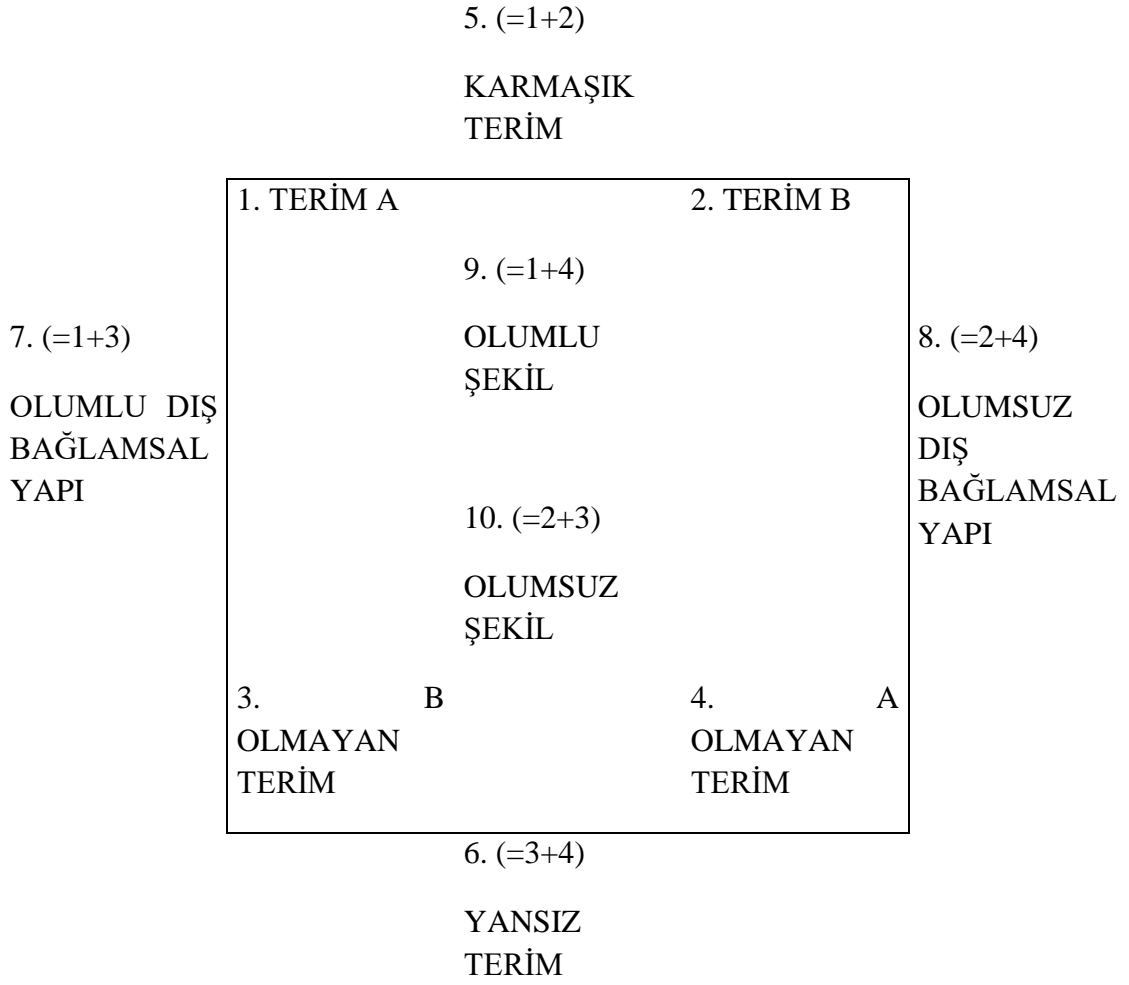 5. (=1+2)
KARMAŞIK
TERİM
1. TERİM A
2. TERİM B
9. (=1+4)
OLUMLU
ŞEKİL
7. (=1+3)
OLUMLU DIŞ
BAĞLAMSAL
YAPI
8. (=2+4)
OLUMSUZ
DIŞ
BAĞLAMSAL
YAPI
10. (=2+3)
OLUMSUZ
ŞEKİL
3. B
OLMAYAN
TERİM
4. A
OLMAYAN
TERİM
6. (=3+4)
YANSIZ
TERİM